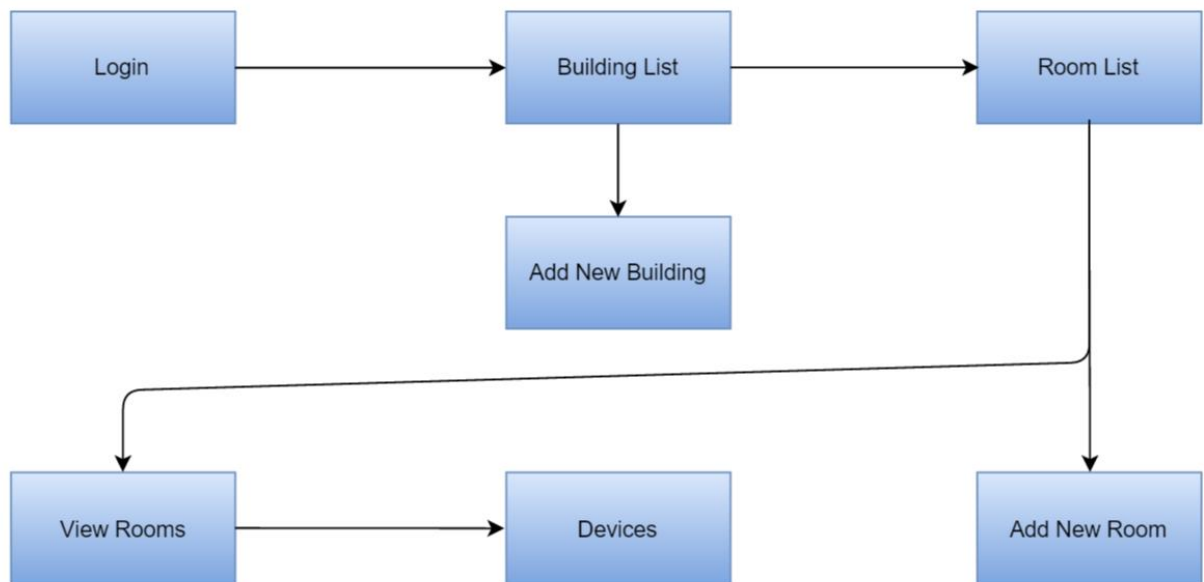 Login
Building List
Room List
Add New Building
View Rooms
Devices
Add New Room